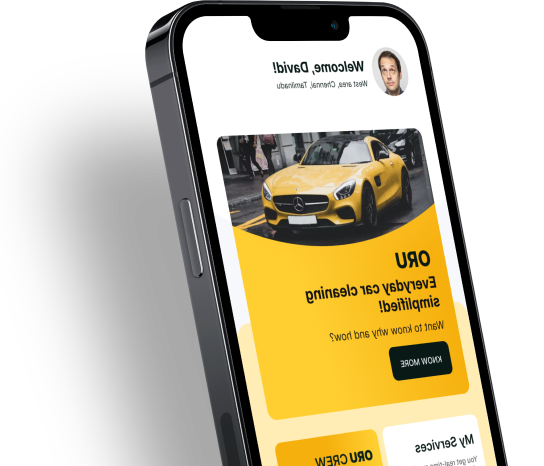 Welcome, David!
West area, Chennai, Tamilnadu
ORU
Everyday car cleaning
simplified!
Want to know why and how?
KNOW MORE
My Services
ORU CREW
You get real-time